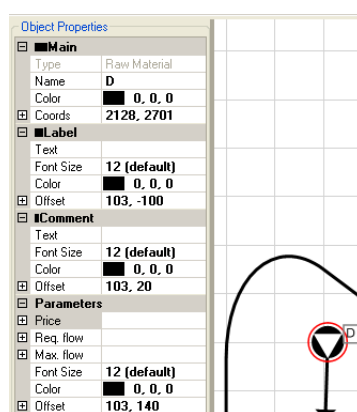 Object Properties
Main
Type Raw Material
Name D
Color 0, 0, 0
Coords 2128, 2701
Label
Text
Font Size 12 (default)
Color 0, 0, 0
Offset 103, -100
Comment
Text
Font Size 12 (default)
Color 0, 0, 0
Offset 103, 20
Parameters
Price
Req. flow
Max. flow
Font Size 12 (default)
Color 0, 0, 0
Offset 103, 140
D